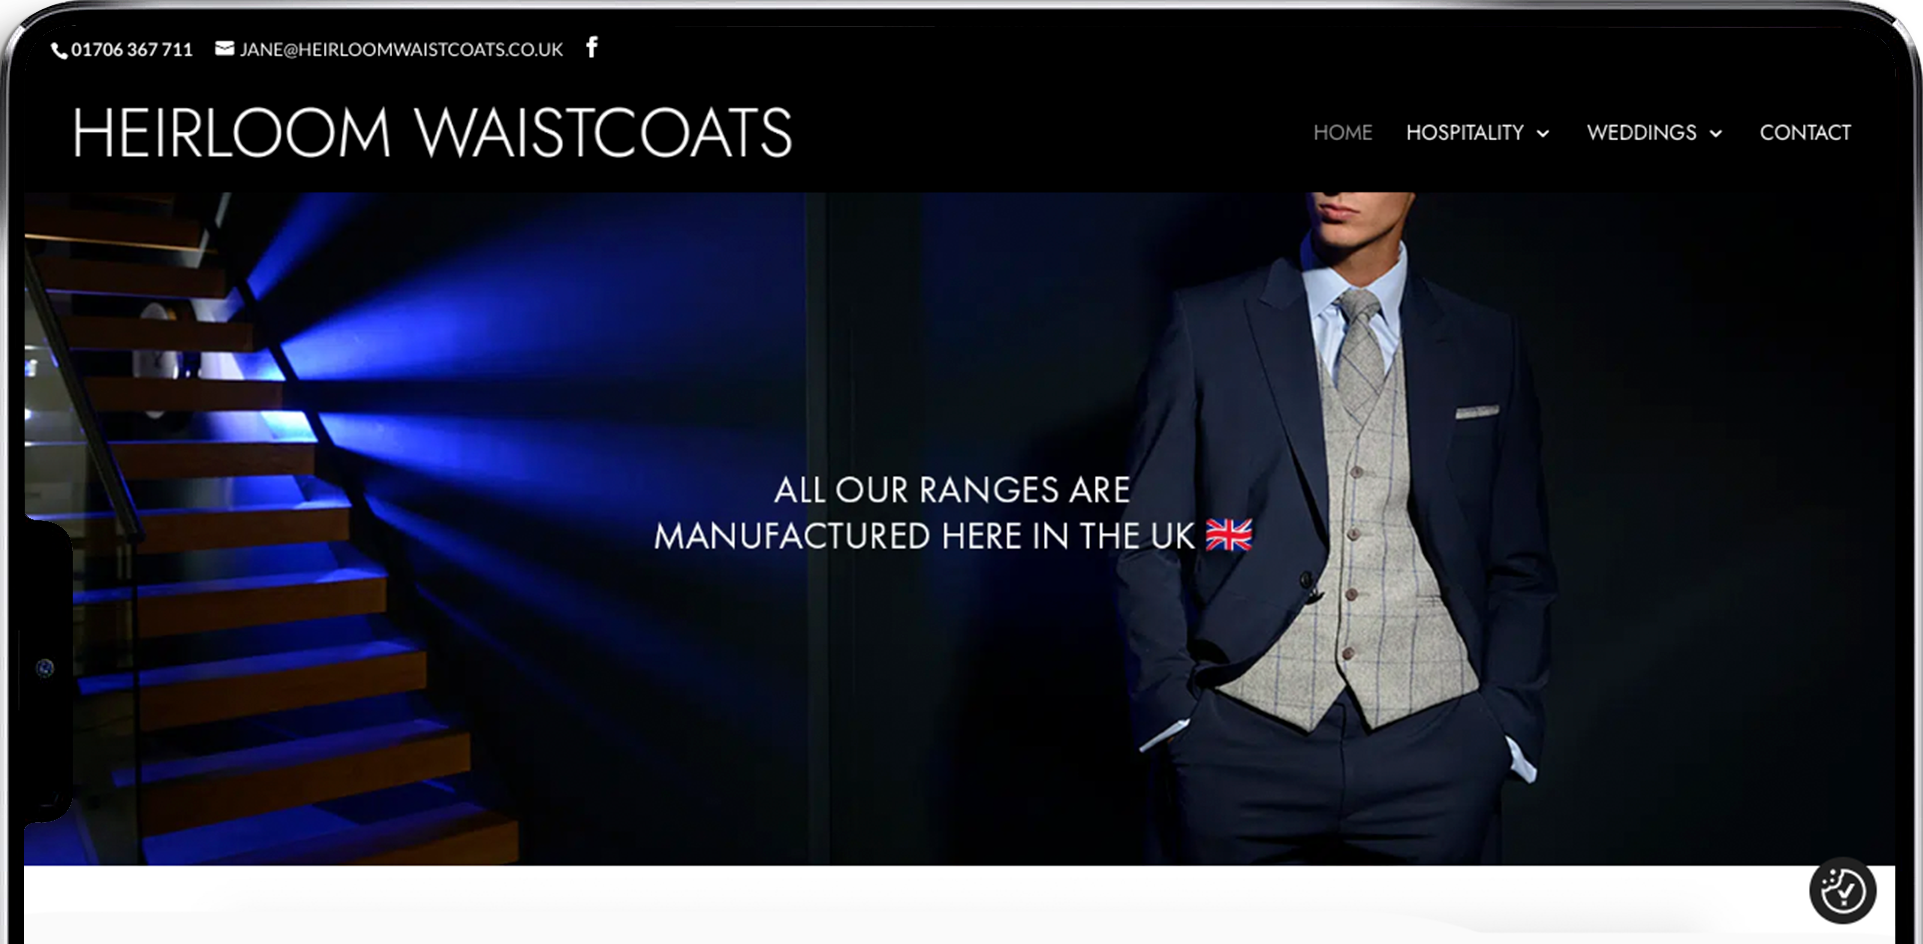 01706 367 711 JANE@HEIRLOOMWAISTCOATS.CO.UK f
HEIRLOOM WAISTCOATS
HOME HOSPITALITY WEDDINGS CONTACT
ALL OUR RANGES ARE
MANUFACTURED HERE IN THE UK 🇬🇧